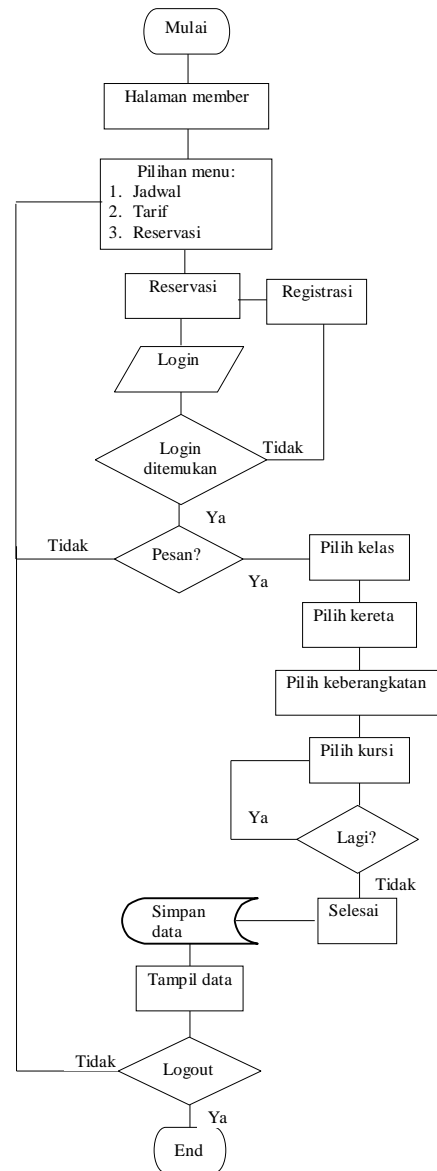 Mulai
Halaman member
Pilihan menu:
1. Jadwal
2. Tarif
3. Reservasi
Reservasi
Registrasi
Login
Login
ditemukan
Tidak
Ya
Tidak
Pesan?
Ya
Pilih kelas
Pilih kereta
Pilih keberangkatan
Pilih kursi
Ya
Lagi?
Tidak
Simpan
data
Selesai
Tampil data
Tidak
Logout
Ya
End